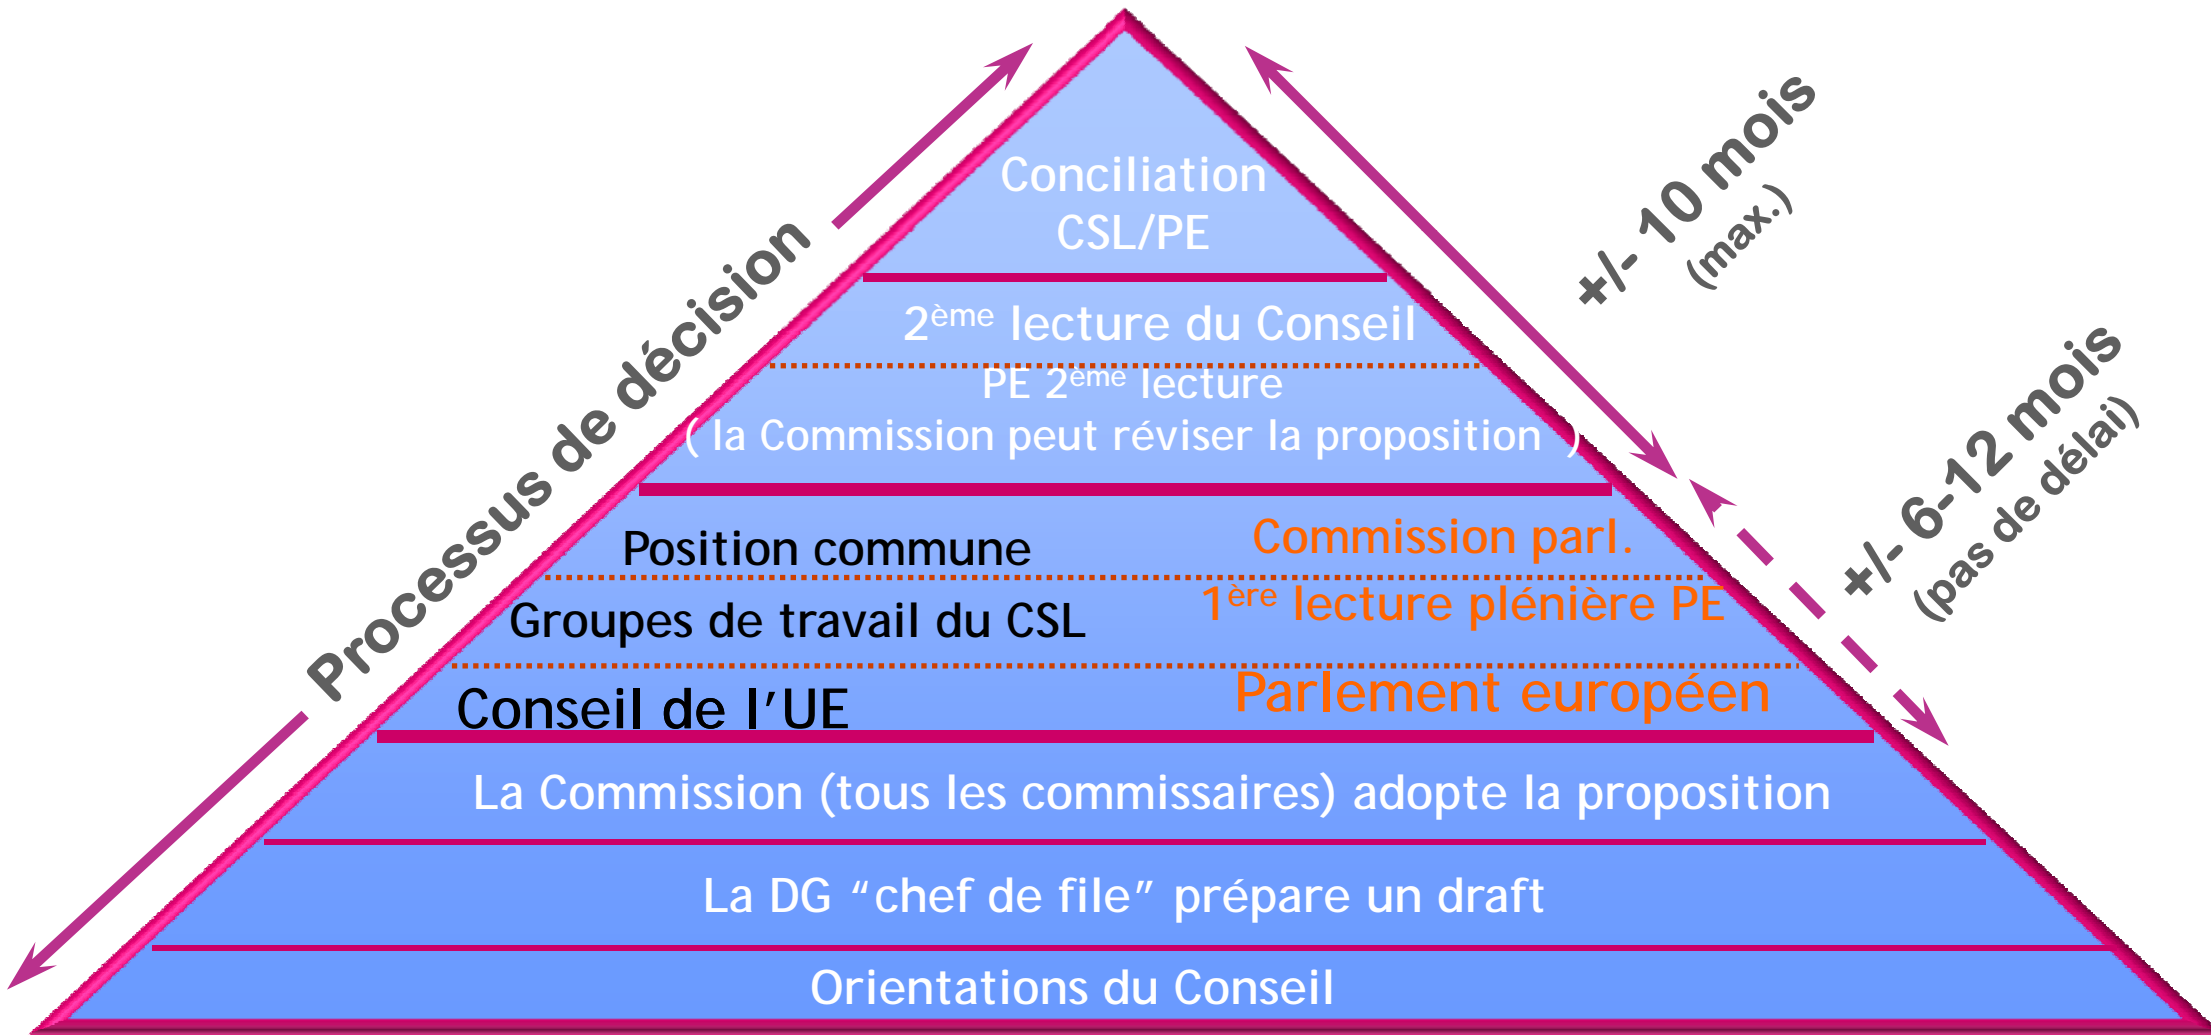 Conciliation
CSL/PE
2ème lecture du Conseil
PE 2ème lecture
( la Commission peut réviser la proposition )
Position commune
Commission parl.
Groupes de travail du CSL
1ère lecture plénière PE
Conseil de l’UE
Parlement européen
La Commission (tous les commissaires) adopte la proposition
La DG “chef de file” prépare un draft
Orientations du Conseil
Processus de décision
+/- 10 mois
(max.)
+/- 6-12 mois
(pas de délai)